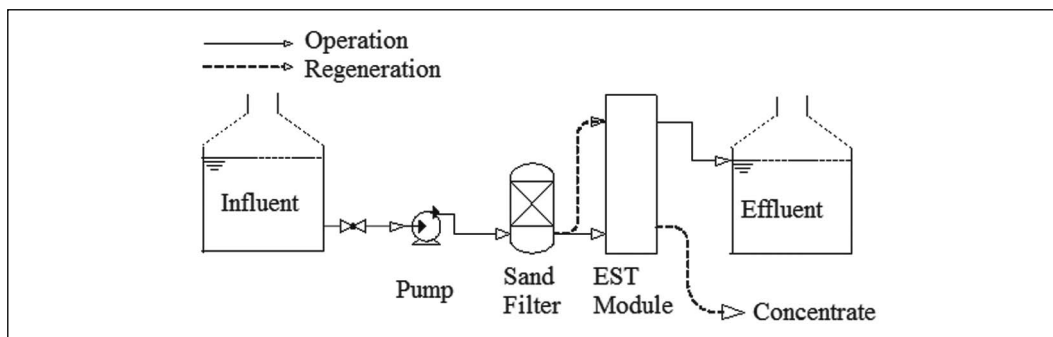 Operation
Regeneration
Influent
Effluent
Pump
Sand
Filter
EST
Module
Concentrate